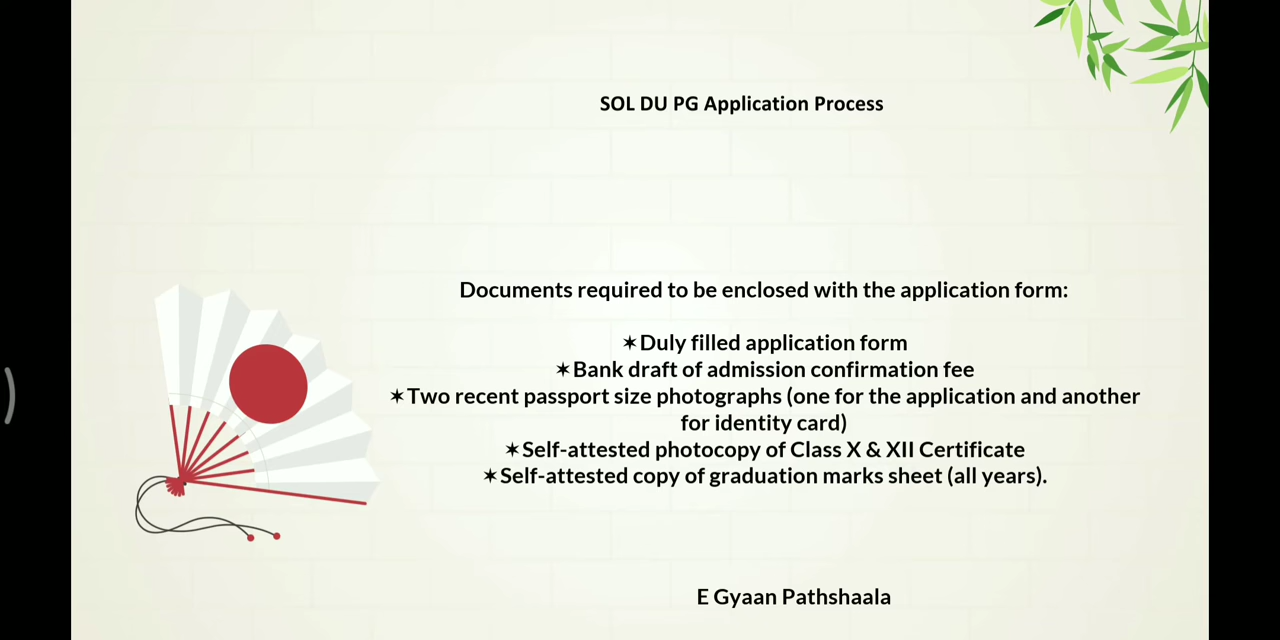 SOL DU PG Application Process
Documents required to be enclosed with the application form:
✶Duly filled application form
✶Bank draft of admission confirmation fee
✶Two recent passport size photographs (one for the application and another
for identity card)
✶Self-attested photocopy of Class X & XII Certificate
✶Self-attested copy of graduation marks sheet (all years).
E Gyaan Pathshaala